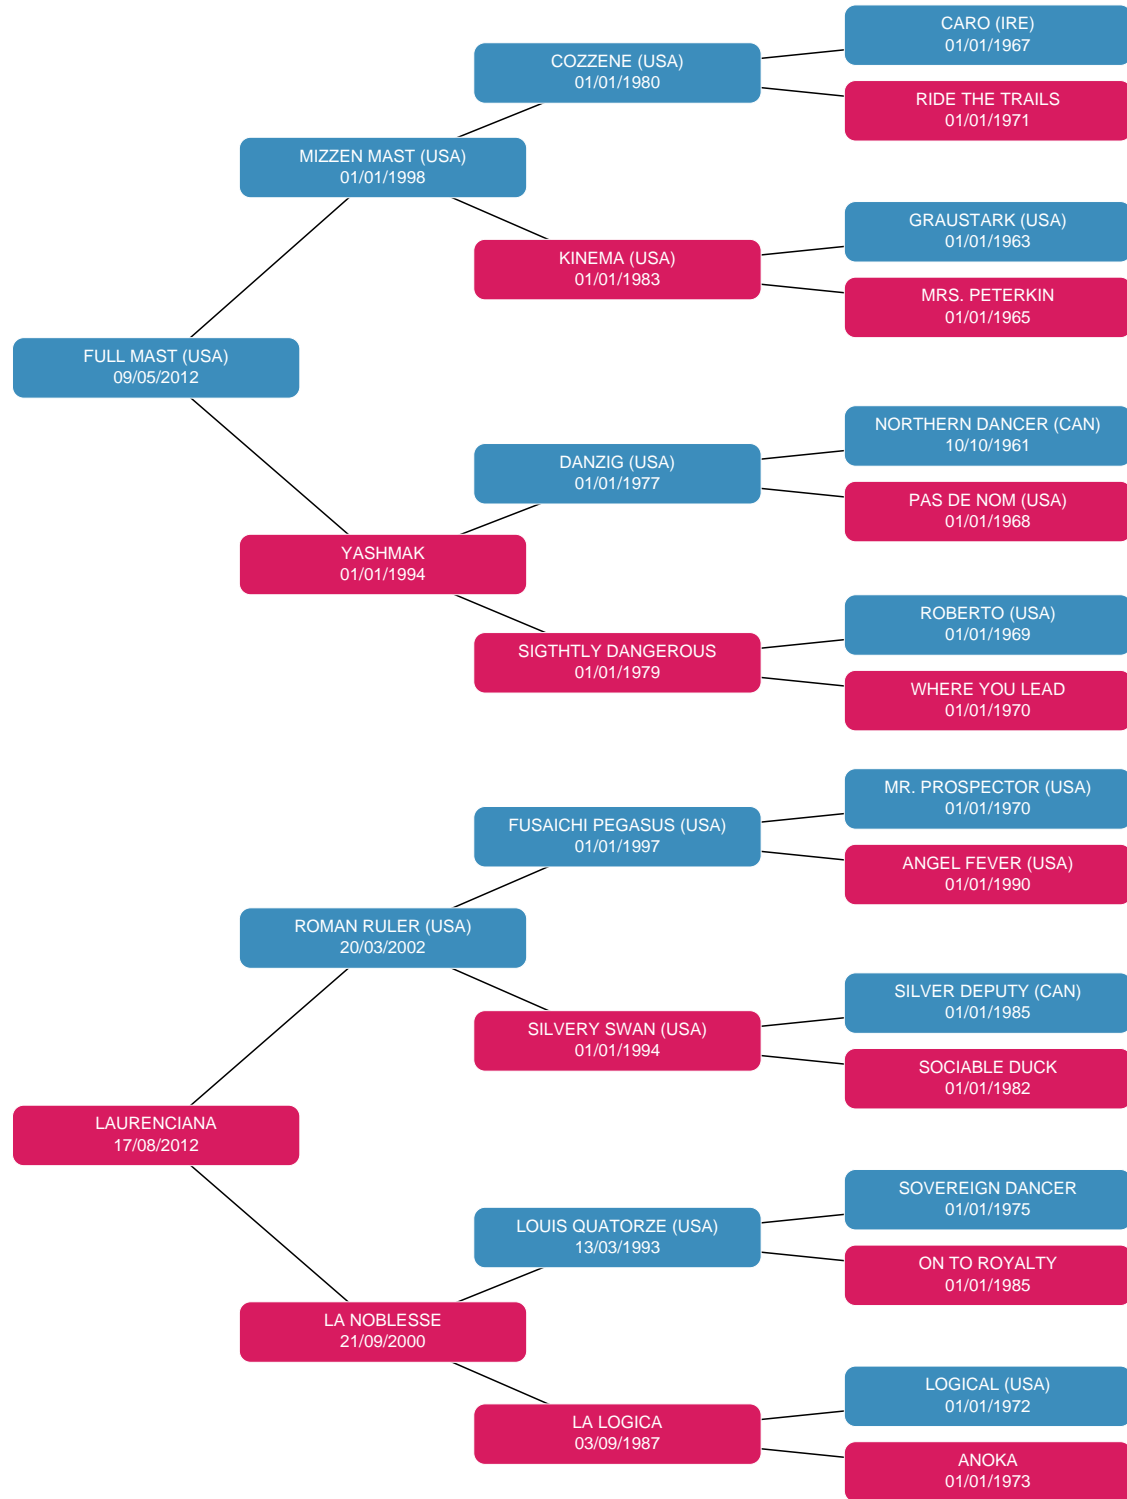 CARO (IRE)
01/01/1967
COZZENE (USA)
01/01/1980
RIDE THE TRAILS
01/01/1971
MIZZEN MAST (USA)
01/01/1998
GRAUSTARK (USA)
01/01/1963
KINEMA (USA)
01/01/1983
MRS. PETERKIN
01/01/1965
FULL MAST (USA)
09/05/2012
NORTHERN DANCER (CAN)
10/10/1961
DANZIG (USA)
01/01/1977
PAS DE NOM (USA)
01/01/1968
YASHMAK
01/01/1994
ROBERTO (USA)
01/01/1969
SIGTHTLY DANGEROUS
01/01/1979
WHERE YOU LEAD
01/01/1970
MR. PROSPECTOR (USA)
01/01/1970
FUSAICHI PEGASUS (USA)
01/01/1997
ANGEL FEVER (USA)
01/01/1990
ROMAN RULER (USA)
20/03/2002
SILVER DEPUTY (CAN)
01/01/1985
SILVERY SWAN (USA)
01/01/1994
SOCIABLE DUCK
01/01/1982
LAURENCIANA
17/08/2012
SOVEREIGN DANCER
01/01/1975
LOUIS QUATORZE (USA)
13/03/1993
ON TO ROYALTY
01/01/1985
LA NOBLESSE
21/09/2000
LOGICAL (USA)
01/01/1972
LA LOGICA
03/09/1987
ANOKA
01/01/1973